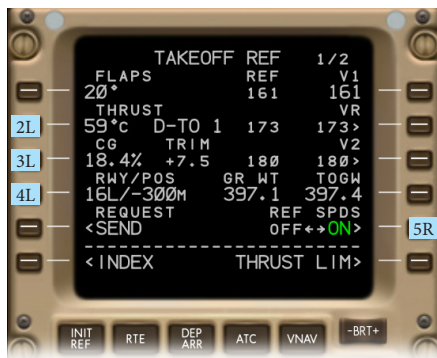 TAKEOFF REF 1/2
FLAPS REF V1
20° 161 161
THRUST VR
2L 59°C D-TO 1 173 173>
CG TRIM V2
3L 18.4% +7.5 180 180>
RWY/POS GR WT TOGW
4L 16L/-300M 397.1 397.4
REQUEST REF SPDS
<SEND OFF←→ON> 5R
--------------------------------
<INDEX THRUST LIM>
INIT REF RTE DEP ARR ATC VNAV -BRT+